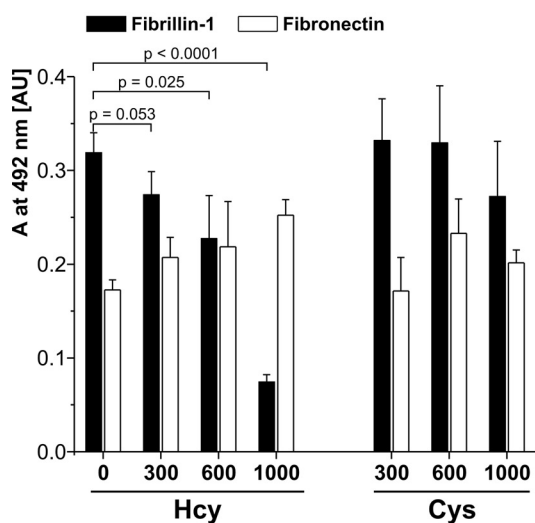 Fibrillin-1 Fibronectin
p < 0.0001
p = 0.025
p = 0.053
A at 492 nm [AU]
0.4
0.3
0.2
0.1
0.0
0 300 600 1000 300 600 1000
Hcy Cys